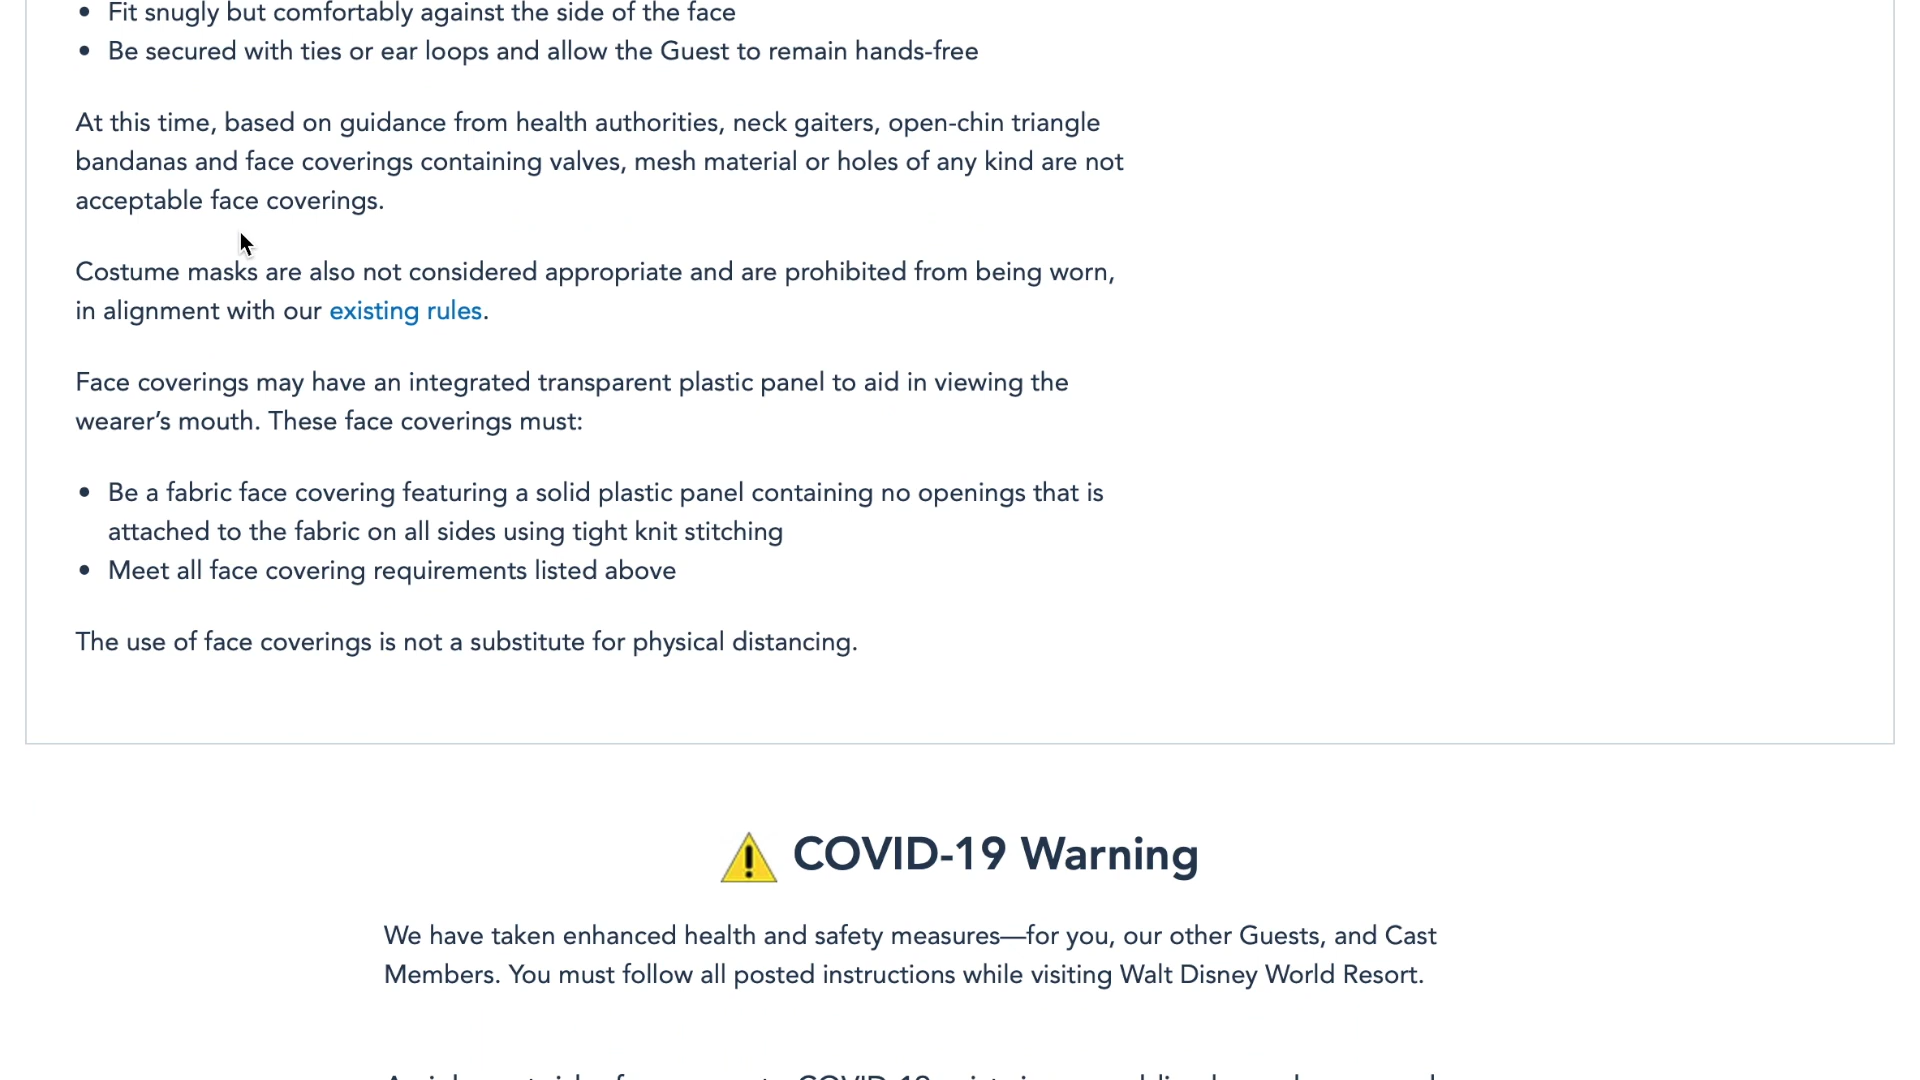 • Fit snugly but comfortably against the side of the face
• Be secured with ties or ear loops and allow the Guest to remain hands-free
At this time, based on guidance from health authorities, neck gaiters, open-chin triangle
bandanas and face coverings containing valves, mesh material or holes of any kind are not
acceptable face coverings.
Costume masks are also not considered appropriate and are prohibited from being worn,
in alignment with our existing rules.
Face coverings may have an integrated transparent plastic panel to aid in viewing the
wearer’s mouth. These face coverings must:
• Be a fabric face covering featuring a solid plastic panel containing no openings that is
attached to the fabric on all sides using tight knit stitching
• Meet all face covering requirements listed above
The use of face coverings is not a substitute for physical distancing.
COVID-19 Warning
We have taken enhanced health and safety measures—for you, our other Guests, and Cast
Members. You must follow all posted instructions while visiting Walt Disney World Resort.